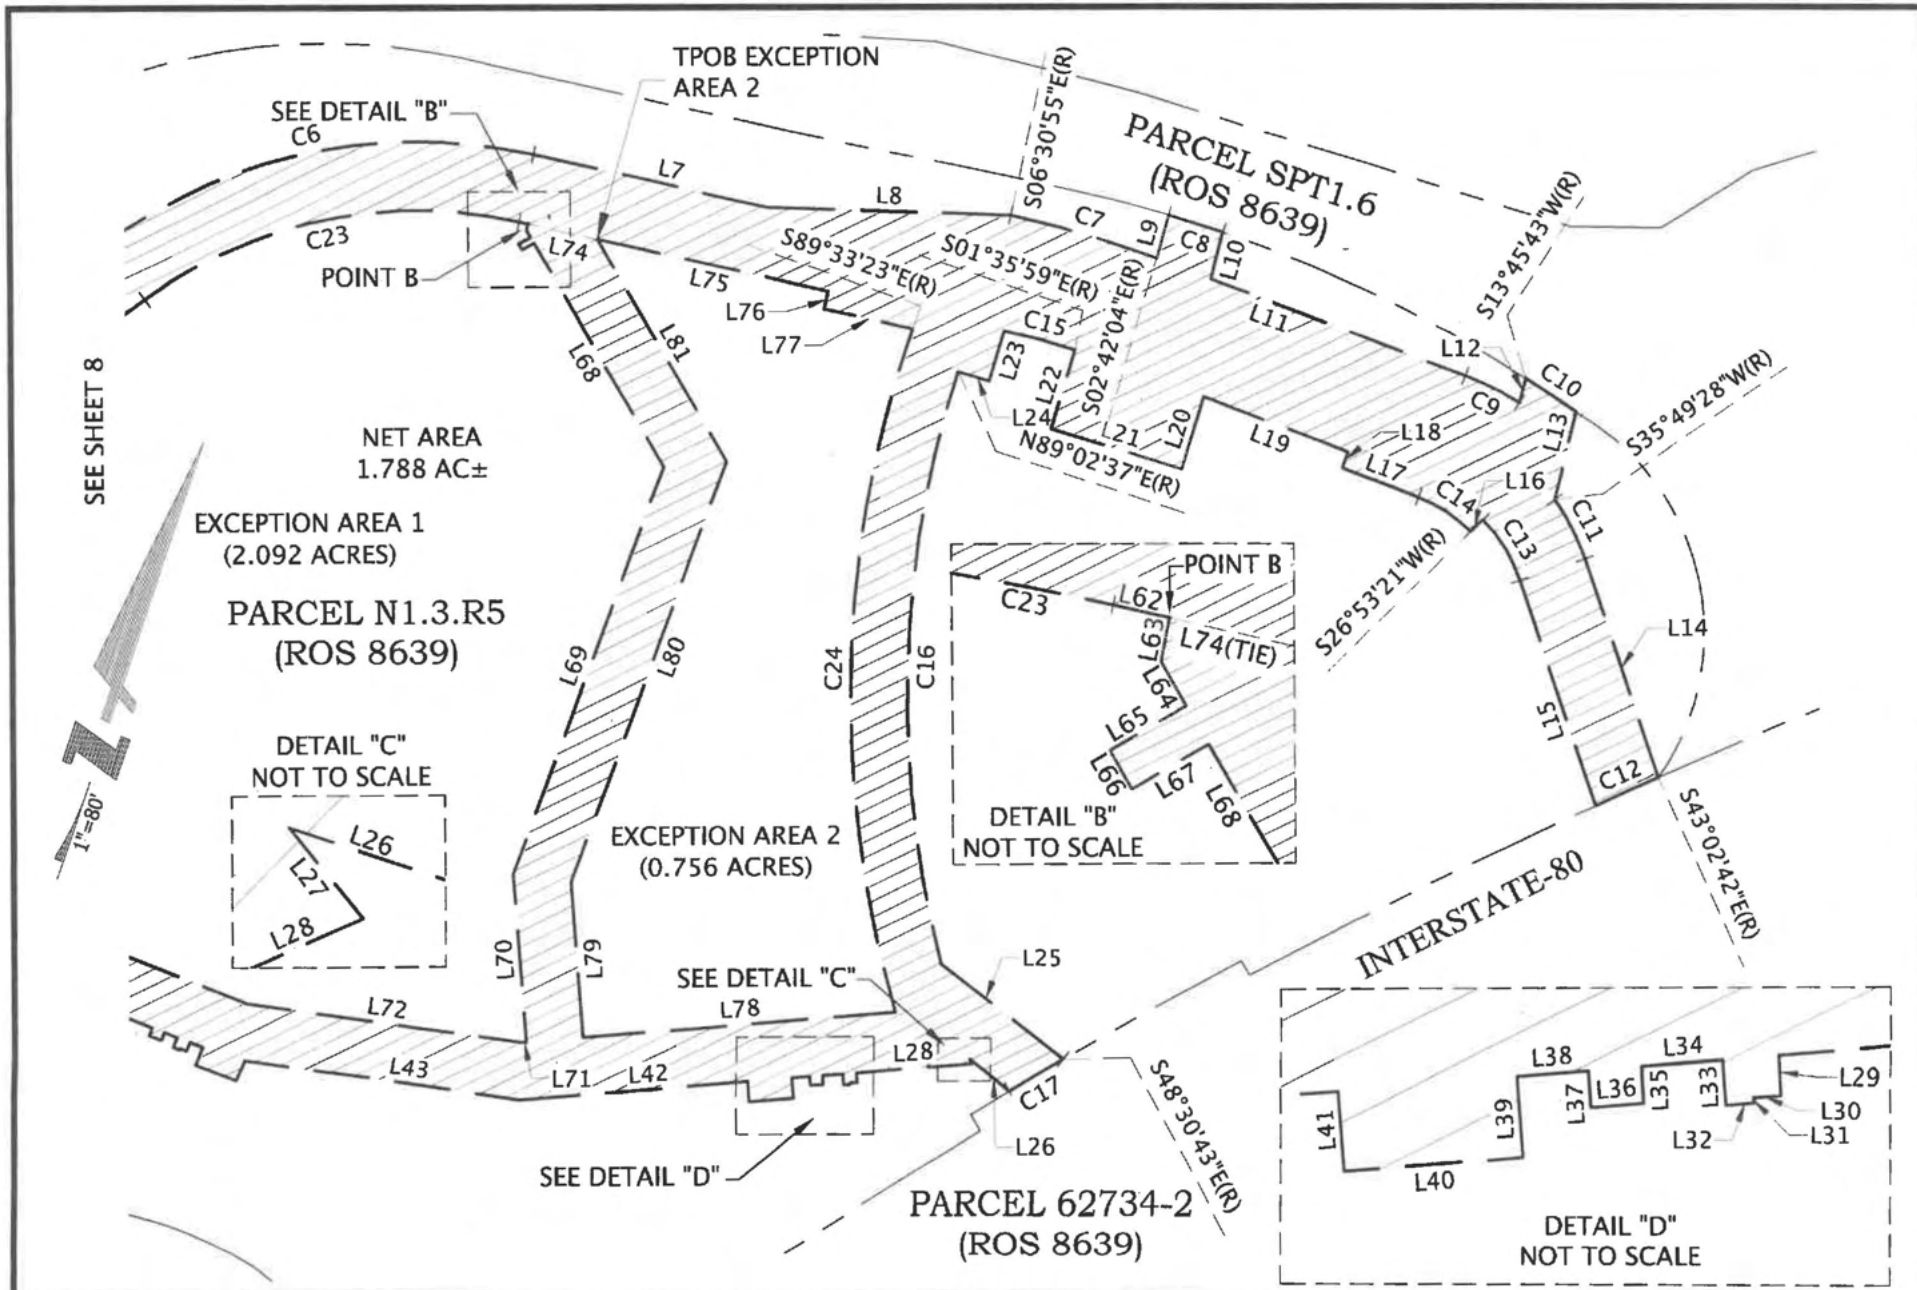 TPOB EXCEPTION
AREA 2
SEE DETAIL "B"
C6
L7
L8
S06°30'55"E(R)
PARCEL SPT1.6
(ROS 8639)
C7
L9
C8
L10
S13°45'43"W(R)
C23
L74
POINT B
L75
S89°33'23"E(R)
S01°35'59"E(R)
S02°42'04"E(R)
L76
L77
C15
L11
L12
C10
C9
L13
S35°49'28"W(R)
L68
L81
L23
L22
L24
L21
L20
L19
L18
L17
C14
L16
C11
C13
N89°02'37"E(R)
SEE SHEET 8
NET AREA
1.788 AC±
EXCEPTION AREA 1
(2.092 ACRES)
PARCEL N1.3.R5
(ROS 8639)
L69
L80
C24
C16
POINT B
C23
L62
L63
L74(TIE)
L64
L65
L66
L67
L68
DETAIL "B"
NOT TO SCALE
S26°53'21"W(R)
L14
L15
C12
S43°02'42"E(R)
N
1"=80'
DETAIL "C"
NOT TO SCALE
L26
L27
L28
EXCEPTION AREA 2
(0.756 ACRES)
INTERSTATE-80
L70
L79
L25
SEE DETAIL "C"
L72
L78
L43
L71
L42
L28
C17
L26
S48°30'43"E(R)
SEE DETAIL "D"
PARCEL 62734-2
(ROS 8639)
L38
L34
L41
L39
L37
L36
L35
L33
L29
L30
L31
L32
L40
DETAIL "D"
NOT TO SCALE